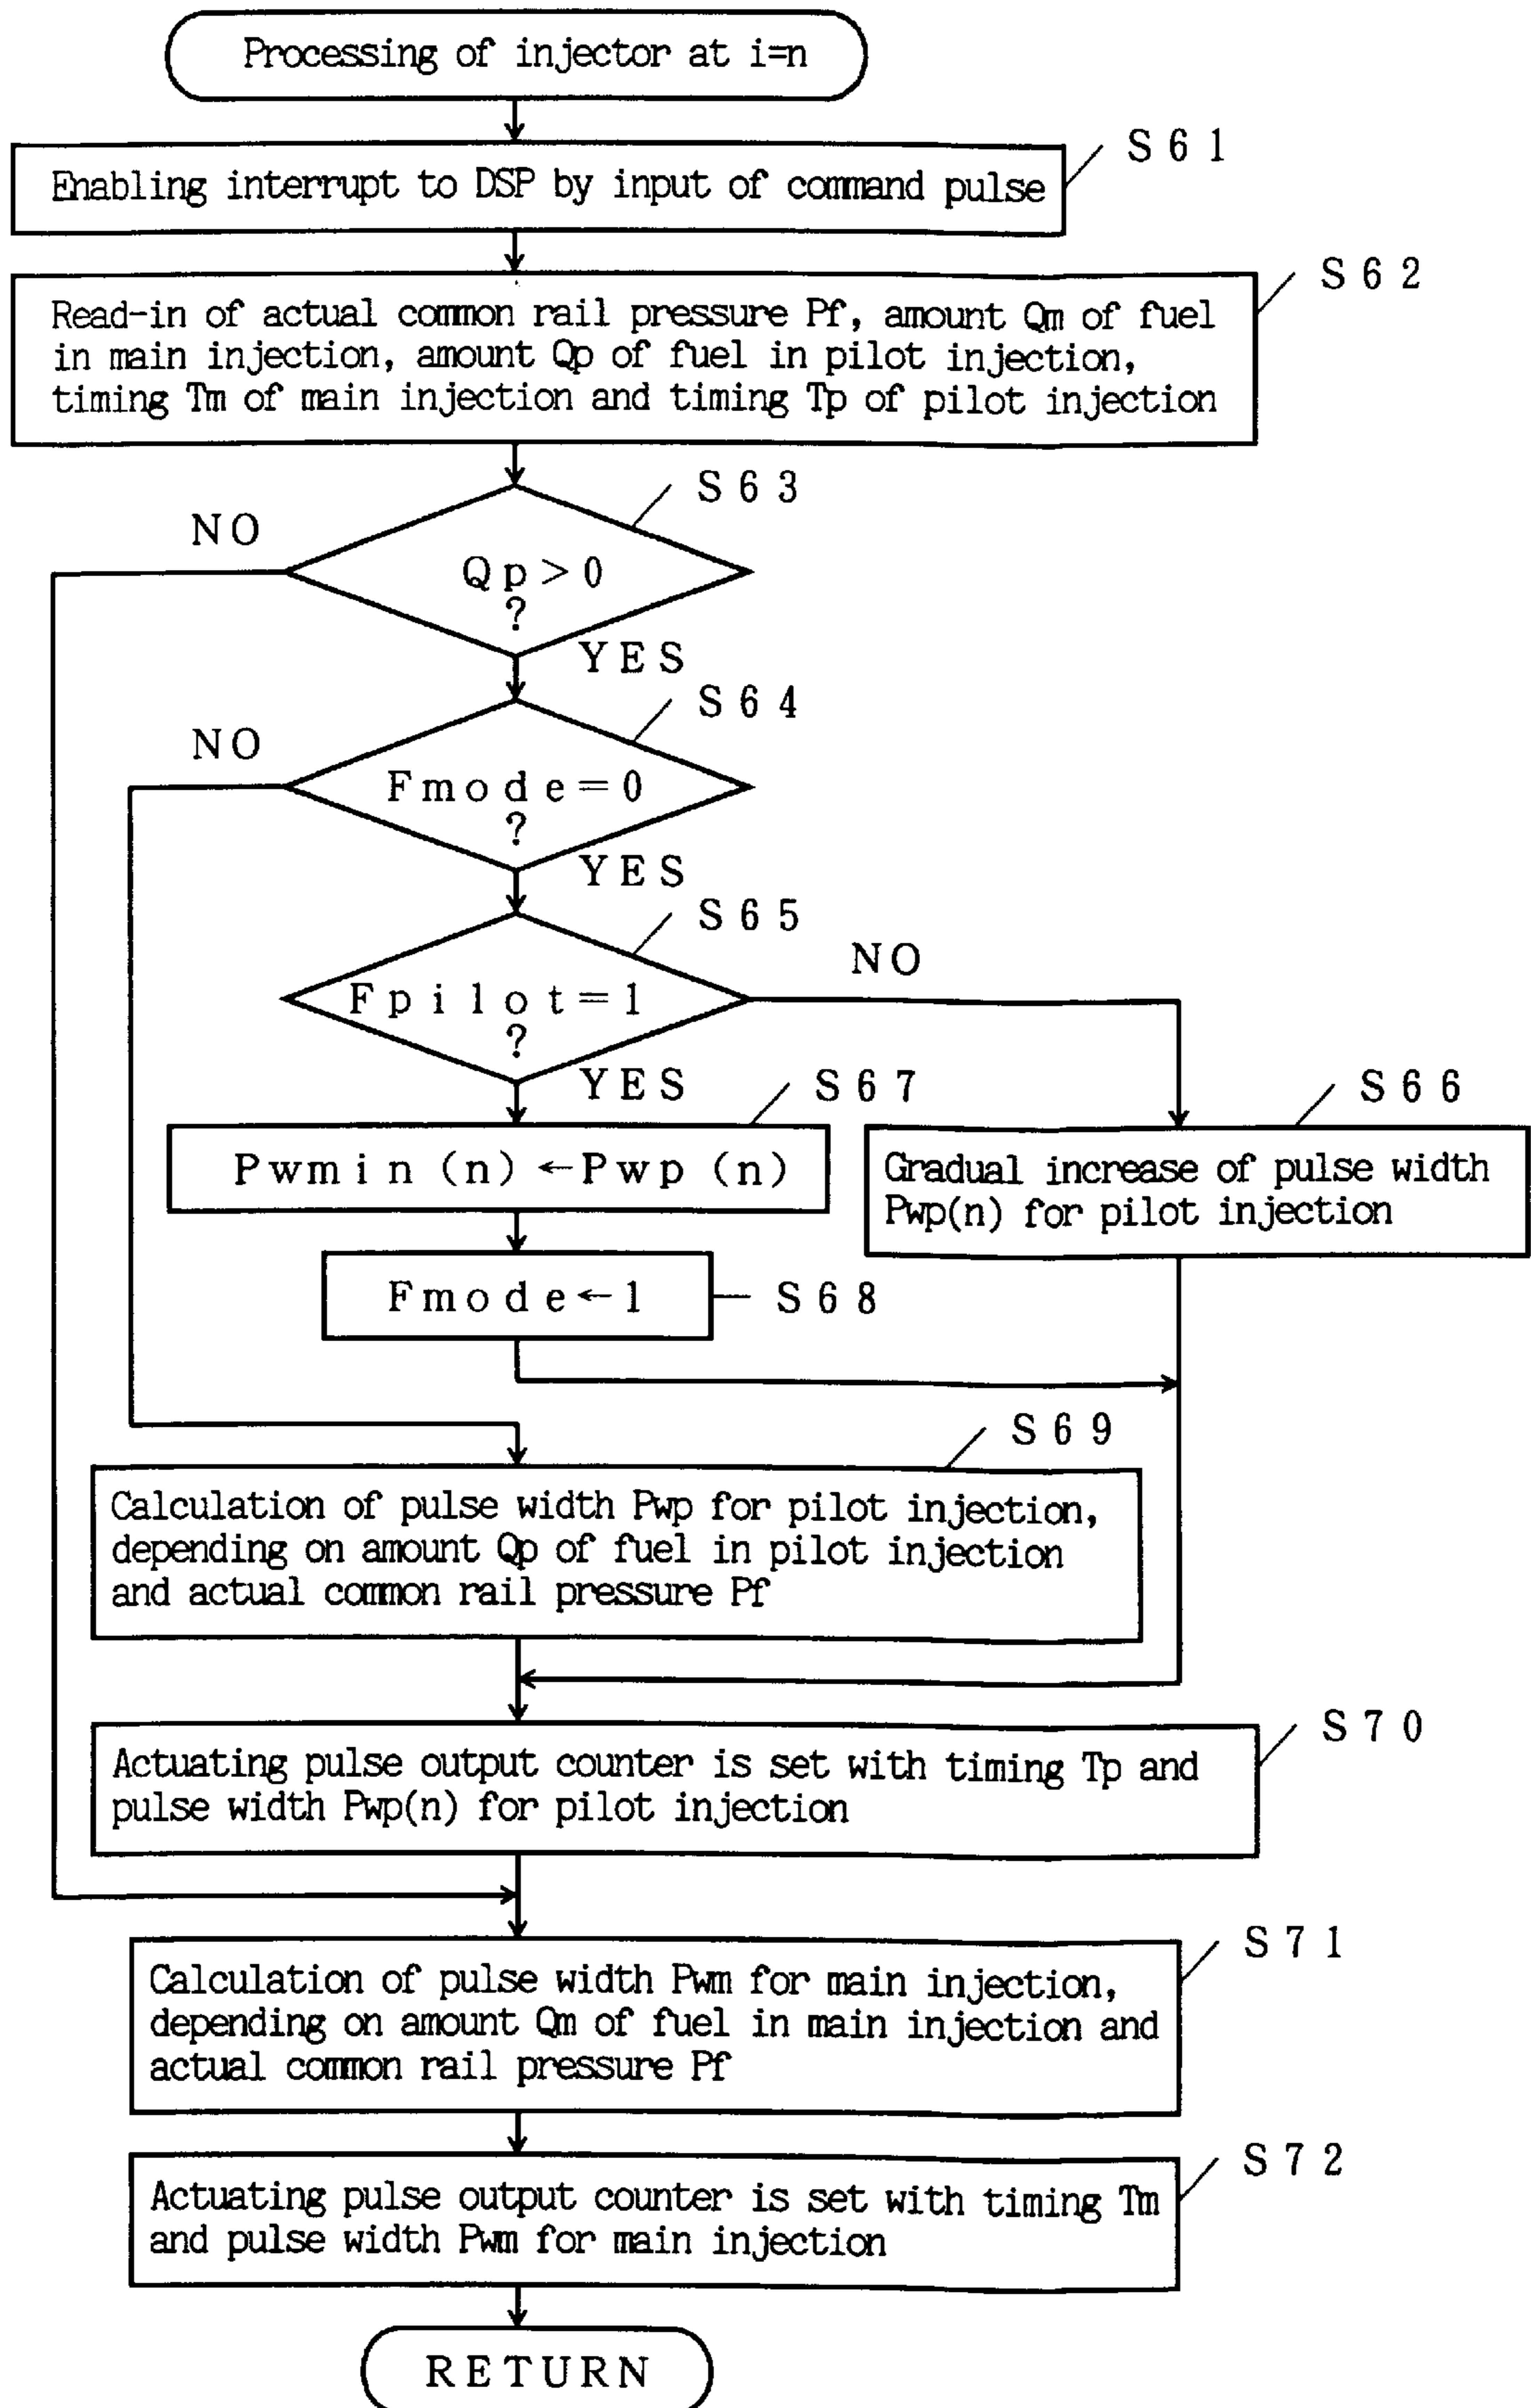 Processing of injector at i=n
S61
Enabling interrupt to DSP by input of command pulse
S62
Read-in of actual common rail pressure Pf, amount Qm of fuel
in main injection, amount Qp of fuel in pilot injection,
timing Tm of main injection and timing Tp of pilot injection
S63
NO
Qp>0
?
YES
S64
NO
Fmode=0
?
YES
S65
NO
Fpilot=1
?
YES
S67
S66
Pwmin (n) ←Pwp (n)
Gradual increase of pulse width
Pwp(n) for pilot injection
Fmode←1
S68
S69
Calculation of pulse width Pwp for pilot injection,
depending on amount Qp of fuel in pilot injection
and actual common rail pressure Pf
S70
Actuating pulse output counter is set with timing Tp and
pulse width Pwp(n) for pilot injection
S71
Calculation of pulse width Pwm for main injection,
depending on amount Qm of fuel in main injection and
actual common rail pressure Pf
S72
Actuating pulse output counter is set with timing Tm
and pulse width Pwm for main injection
RETURN